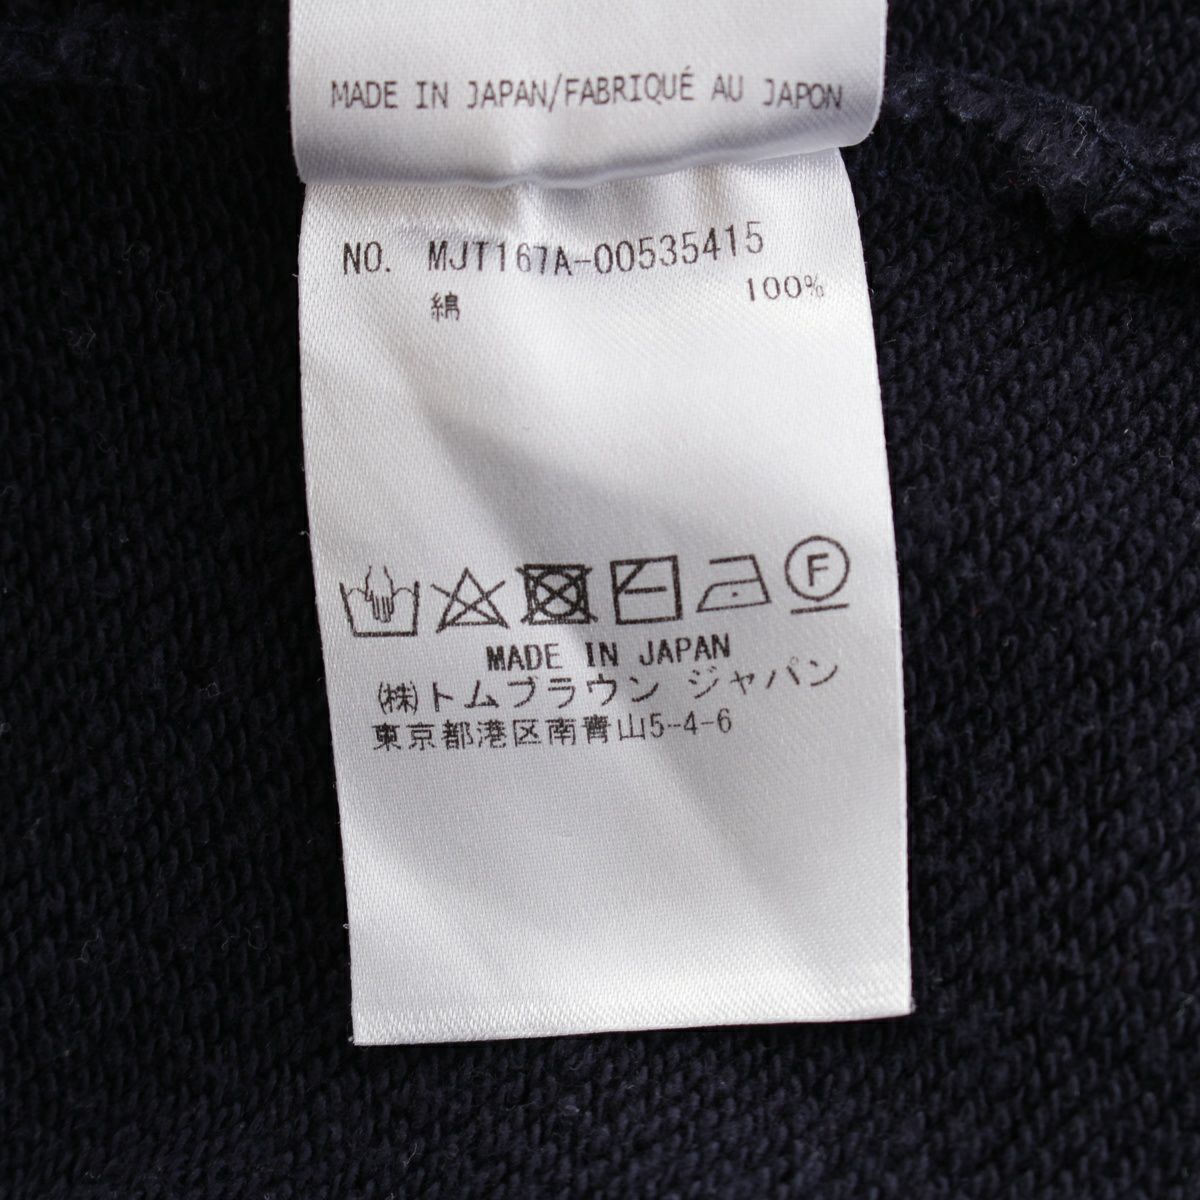 MADE IN JAPAN/FABRIQUÉ AU JAPON
NO. MJT167A-00535415
綿 100%
F
MADE IN JAPAN
㈱トムブラウン ジャパン
東京都港区南青山5-4-6